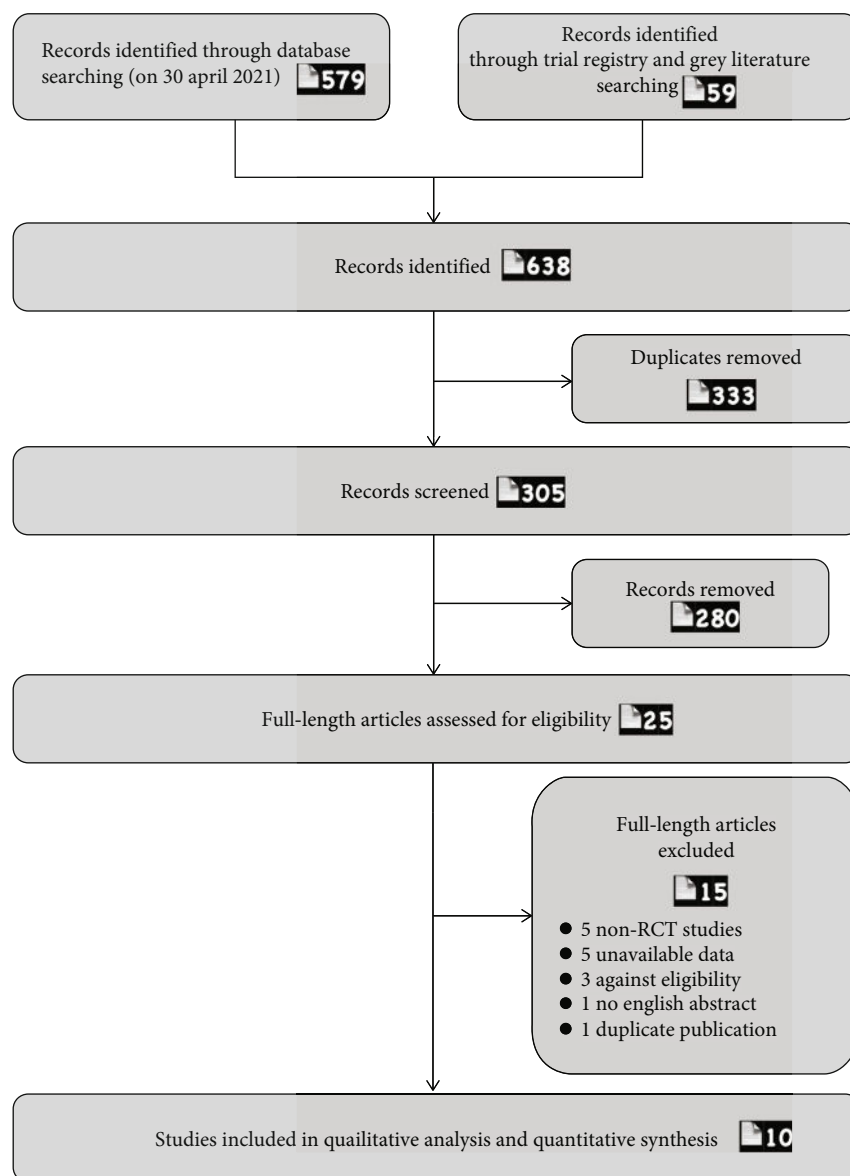 Records identified through database
searching (on 30 april 2021) 579
Records identified
through trial registry and grey literature
searching 59
Records identified 638
Duplicates removed
333
Records screened 305
Records removed
280
Full-length articles assessed for eligibility 25
Full-length articles
excluded
15
● 5 non-RCT studies
● 5 unavailable data
● 3 against eligibility
● 1 no english abstract
● 1 duplicate publication
Studies included in quailitative analysis and quantitative synthesis 10